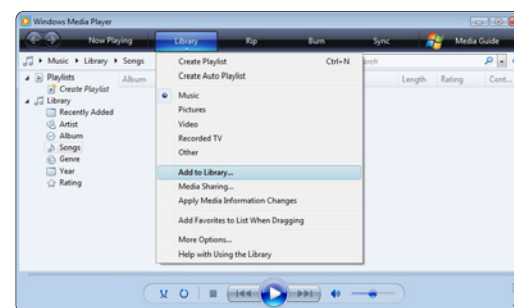 Windows Media Player
Now Playing Library Rip Burn Sync Media Guide
Music Library Songs
Playlists
Create Playlist
Library
Recently Added
Artist
Album
Songs
Genre
Year
Rating
Album
Create Playlist Ctrl+N
Create Auto Playlist
Music
Pictures
Video
Recorded TV
Other
Add to Library...
Media Sharing...
Apply Media Information Changes
Add Favorites to List When Dragging
More Options...
Help with Using the Library
Length Rating Cont...